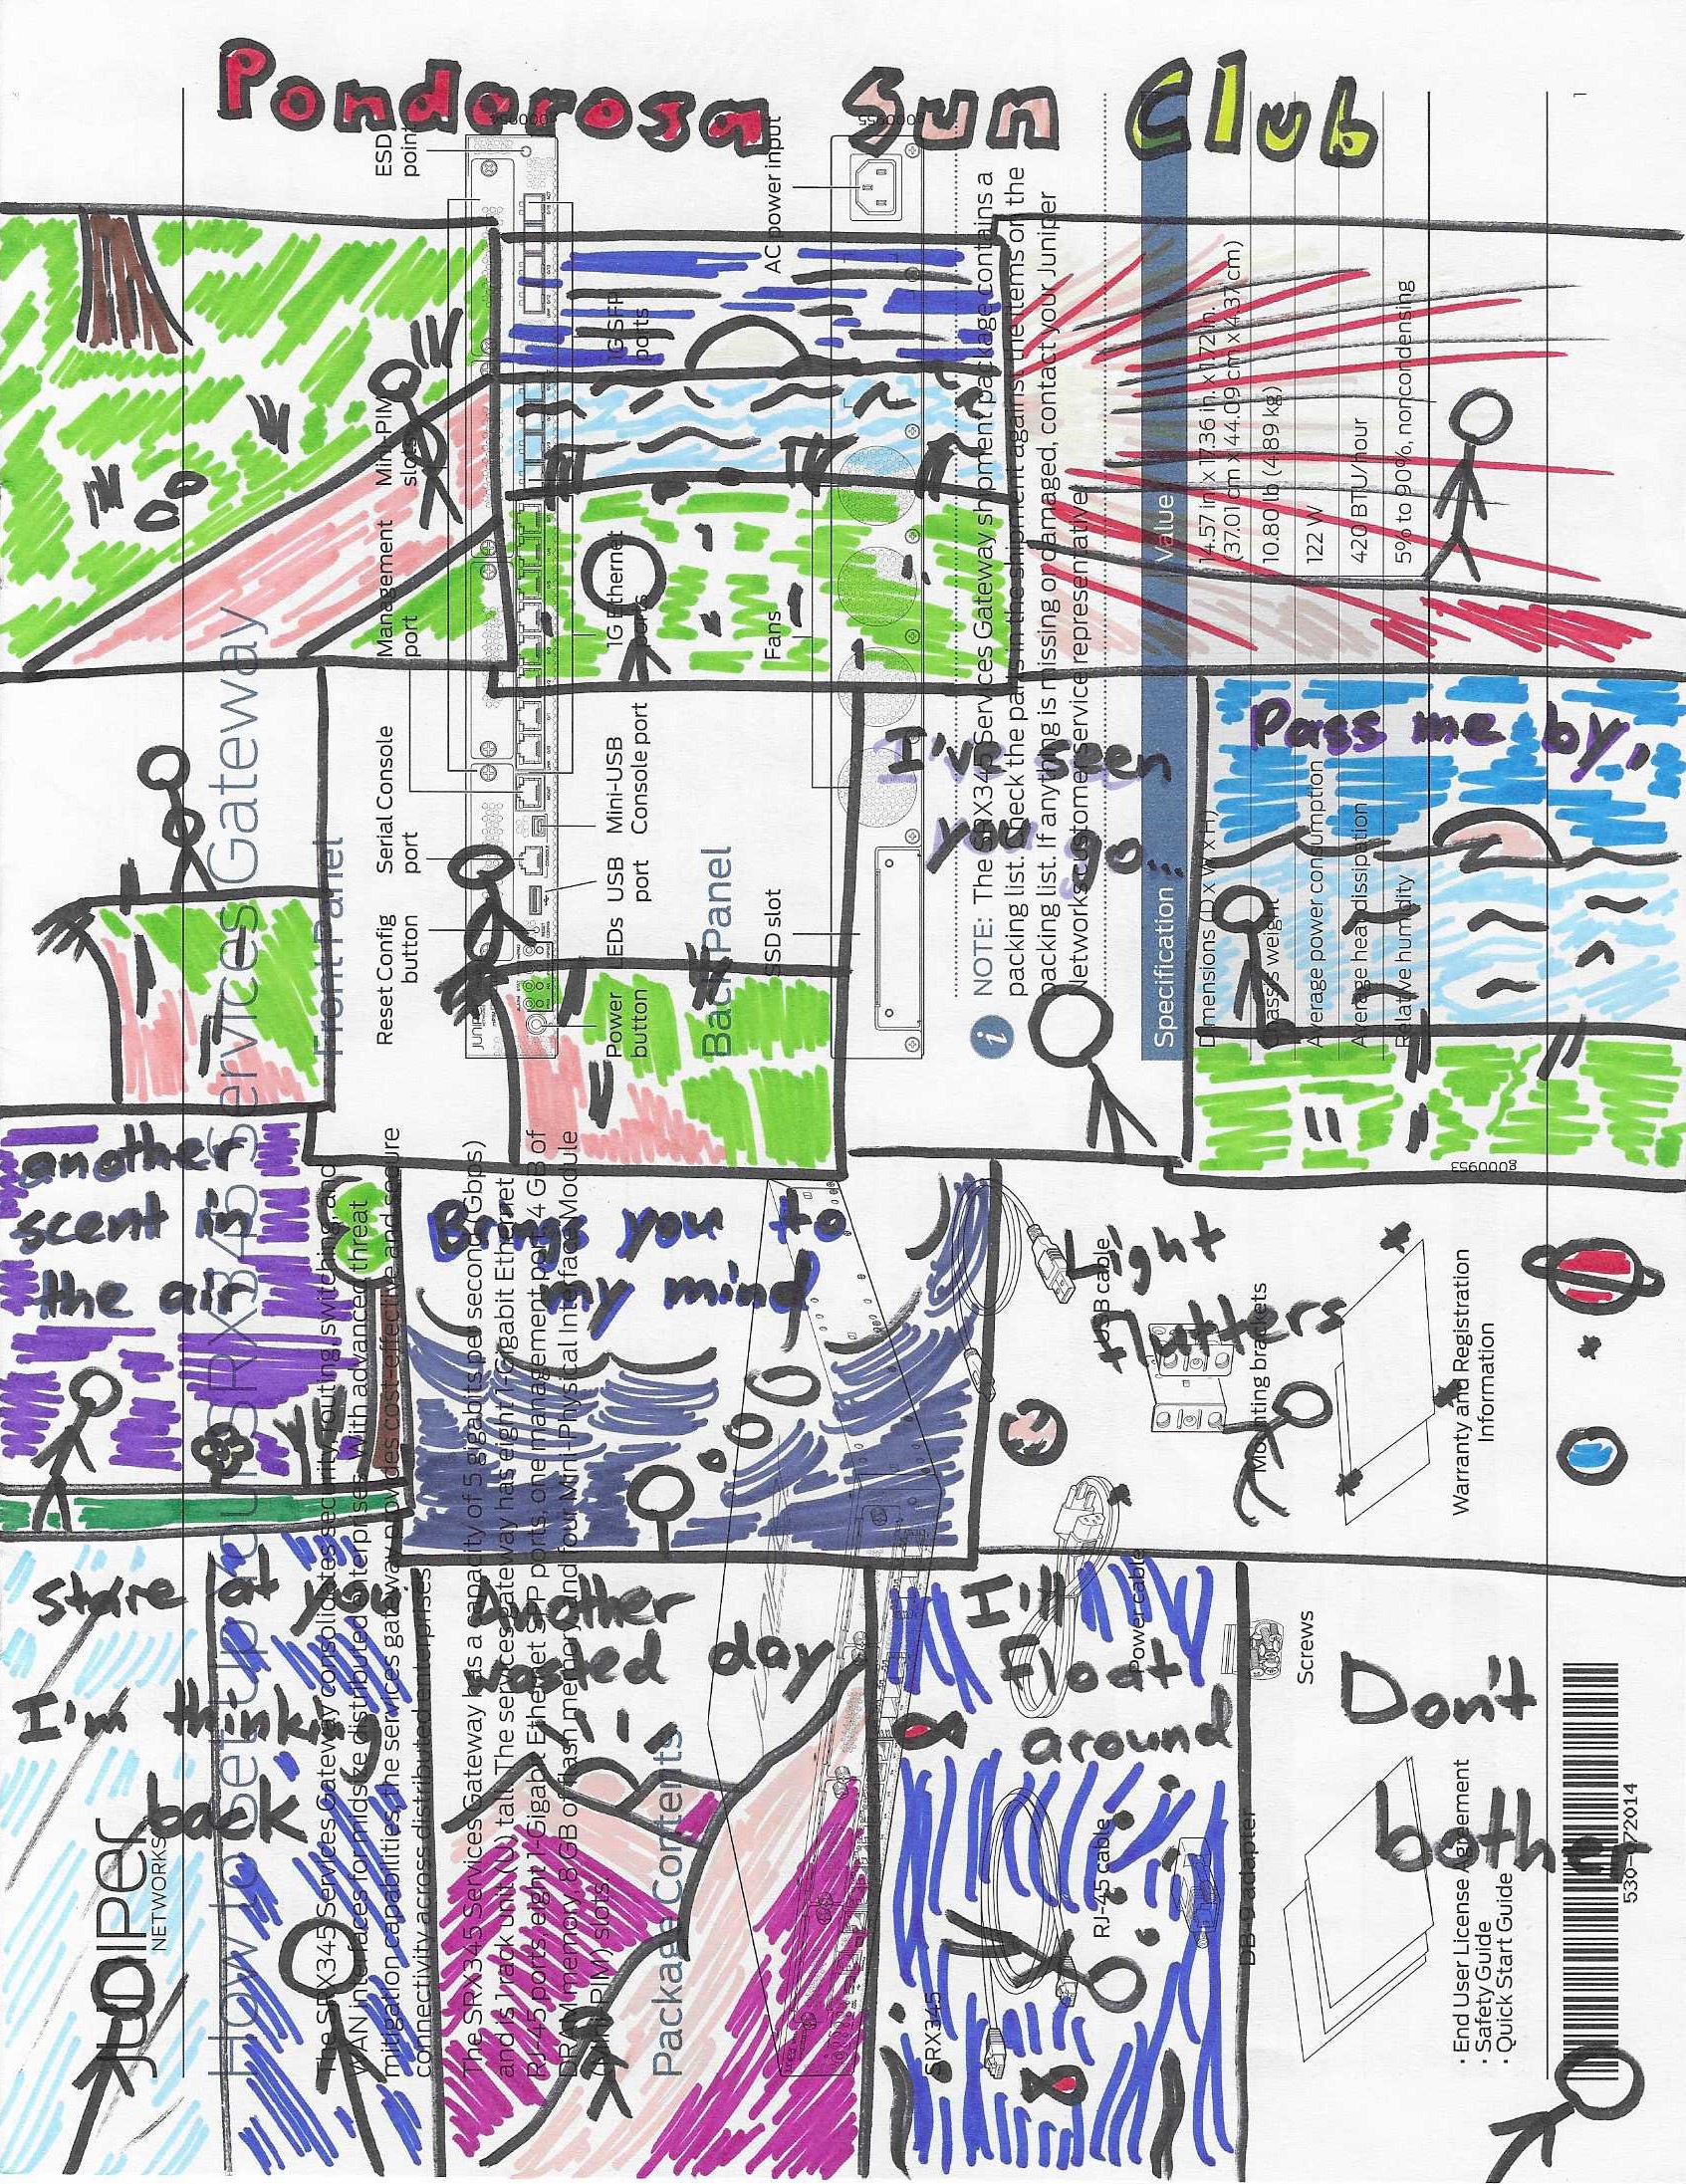 Ponderosa Sun Club
I've seen
you go...
Pass me by,
another
scent in
the air
Brings you to
my mind
Light
flutters
stare at you
I'm thinking
back
Another
wasted day
I'll
float
around
Don't
bother
ESD
point
AC power input
1G SFP
ports
Mini-PIM
slots
Management
port
1G Ethernet
ports
Fans
Serial Console
port
Mini-USB
Console port
Reset Config
button
LEDs
USB
port
Power
button
SSD slot
Front Panel
Back Panel
NOTE: The SRX345 Services Gateway shipment package contains a
packing list. Check the parts in the shipment against the items on the
packing list. If anything is missing or damaged, contact your Juniper
Networks customer service representative.
Specification Value
Dimensions (D x W x H) 14.57 in. x 17.36 in. x 1.72 in.
(37.01 cm x 44.09 cm x 4.37 cm)
Chassis weight 10.80 lb (4.89 kg)
Average power consumption 122 W
Average heat dissipation 420 BTU/hour
Relative humidity 5% to 90%, noncondensing
8000953
JUNIPER
NETWORKS
How to Set Up Your SRX345 Services Gateway
The SRX345 Services Gateway consolidates security, routing, switching, and
WAN interfaces for midsize distributed enterprises. With advanced threat
mitigation capabilities, the services gateway provides cost-effective and secure
connectivity across distributed enterprises.
The SRX345 Services Gateway has a capacity of 5 gigabits per second (Gbps)
and is 1 rack unit (U) tall. The services gateway has eight 1-Gigabit Ethernet
RJ-45 ports, eight 1-Gigabit Ethernet SFP ports, one management port, 4 GB of
DRAM memory, 8 GB of flash memory, and four Mini-Physical Interface Module
(Mini-PIM) slots.
Package Contents
SRX345
USB cable
Mounting brackets
Warranty and Registration
Information
Power cable
Screws
RJ-45 cable
DB-9 adapter
· End User License Agreement
· Safety Guide
· Quick Start Guide
530-072014
1